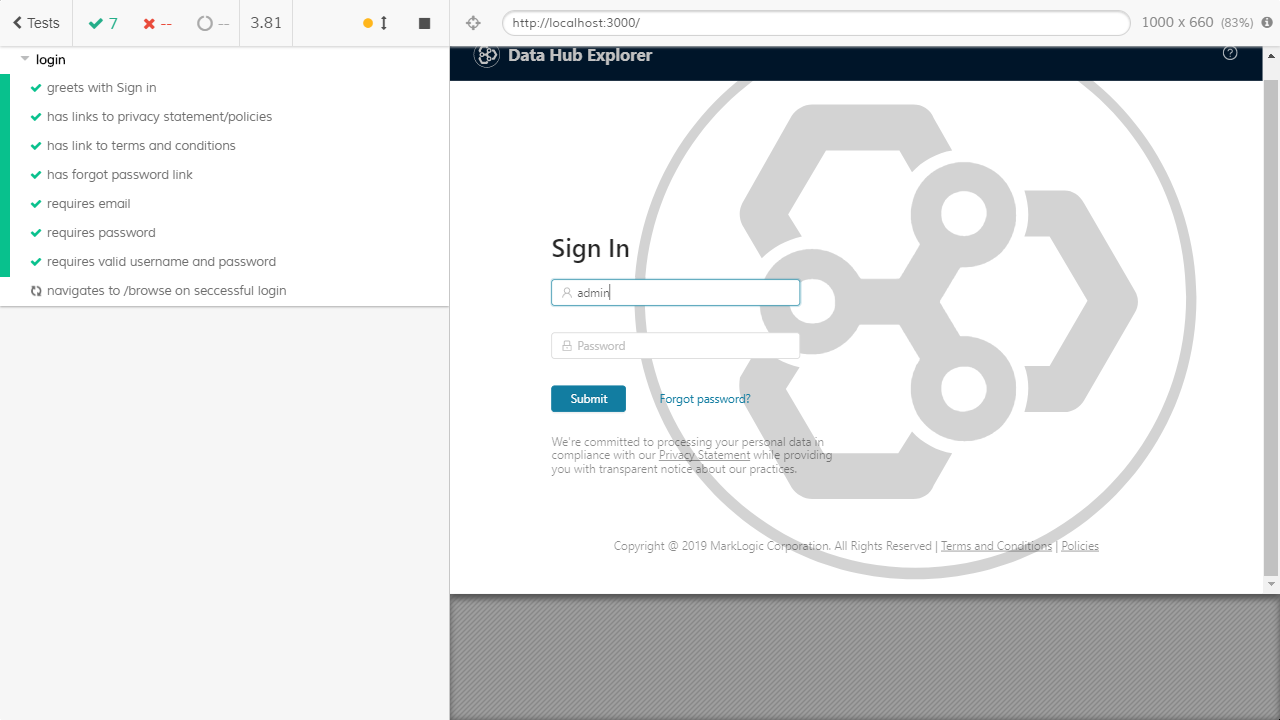 Tests 7 -- -- 3.81
http://localhost:3000/ 1000 x 660 (83%)
login
greets with Sign in
has links to privacy statement/policies
has link to terms and conditions
has forgot password link
requires email
requires password
requires valid username and password
navigates to /browse on seccessful login
Data Hub Explorer
Sign In
admin
Password
Submit Forgot password?
We're committed to processing your personal data in
compliance with our Privacy Statement while providing
you with transparent notice about our practices.
Copyright @ 2019 MarkLogic Corporation. All Rights Reserved | Terms and Conditions | Policies